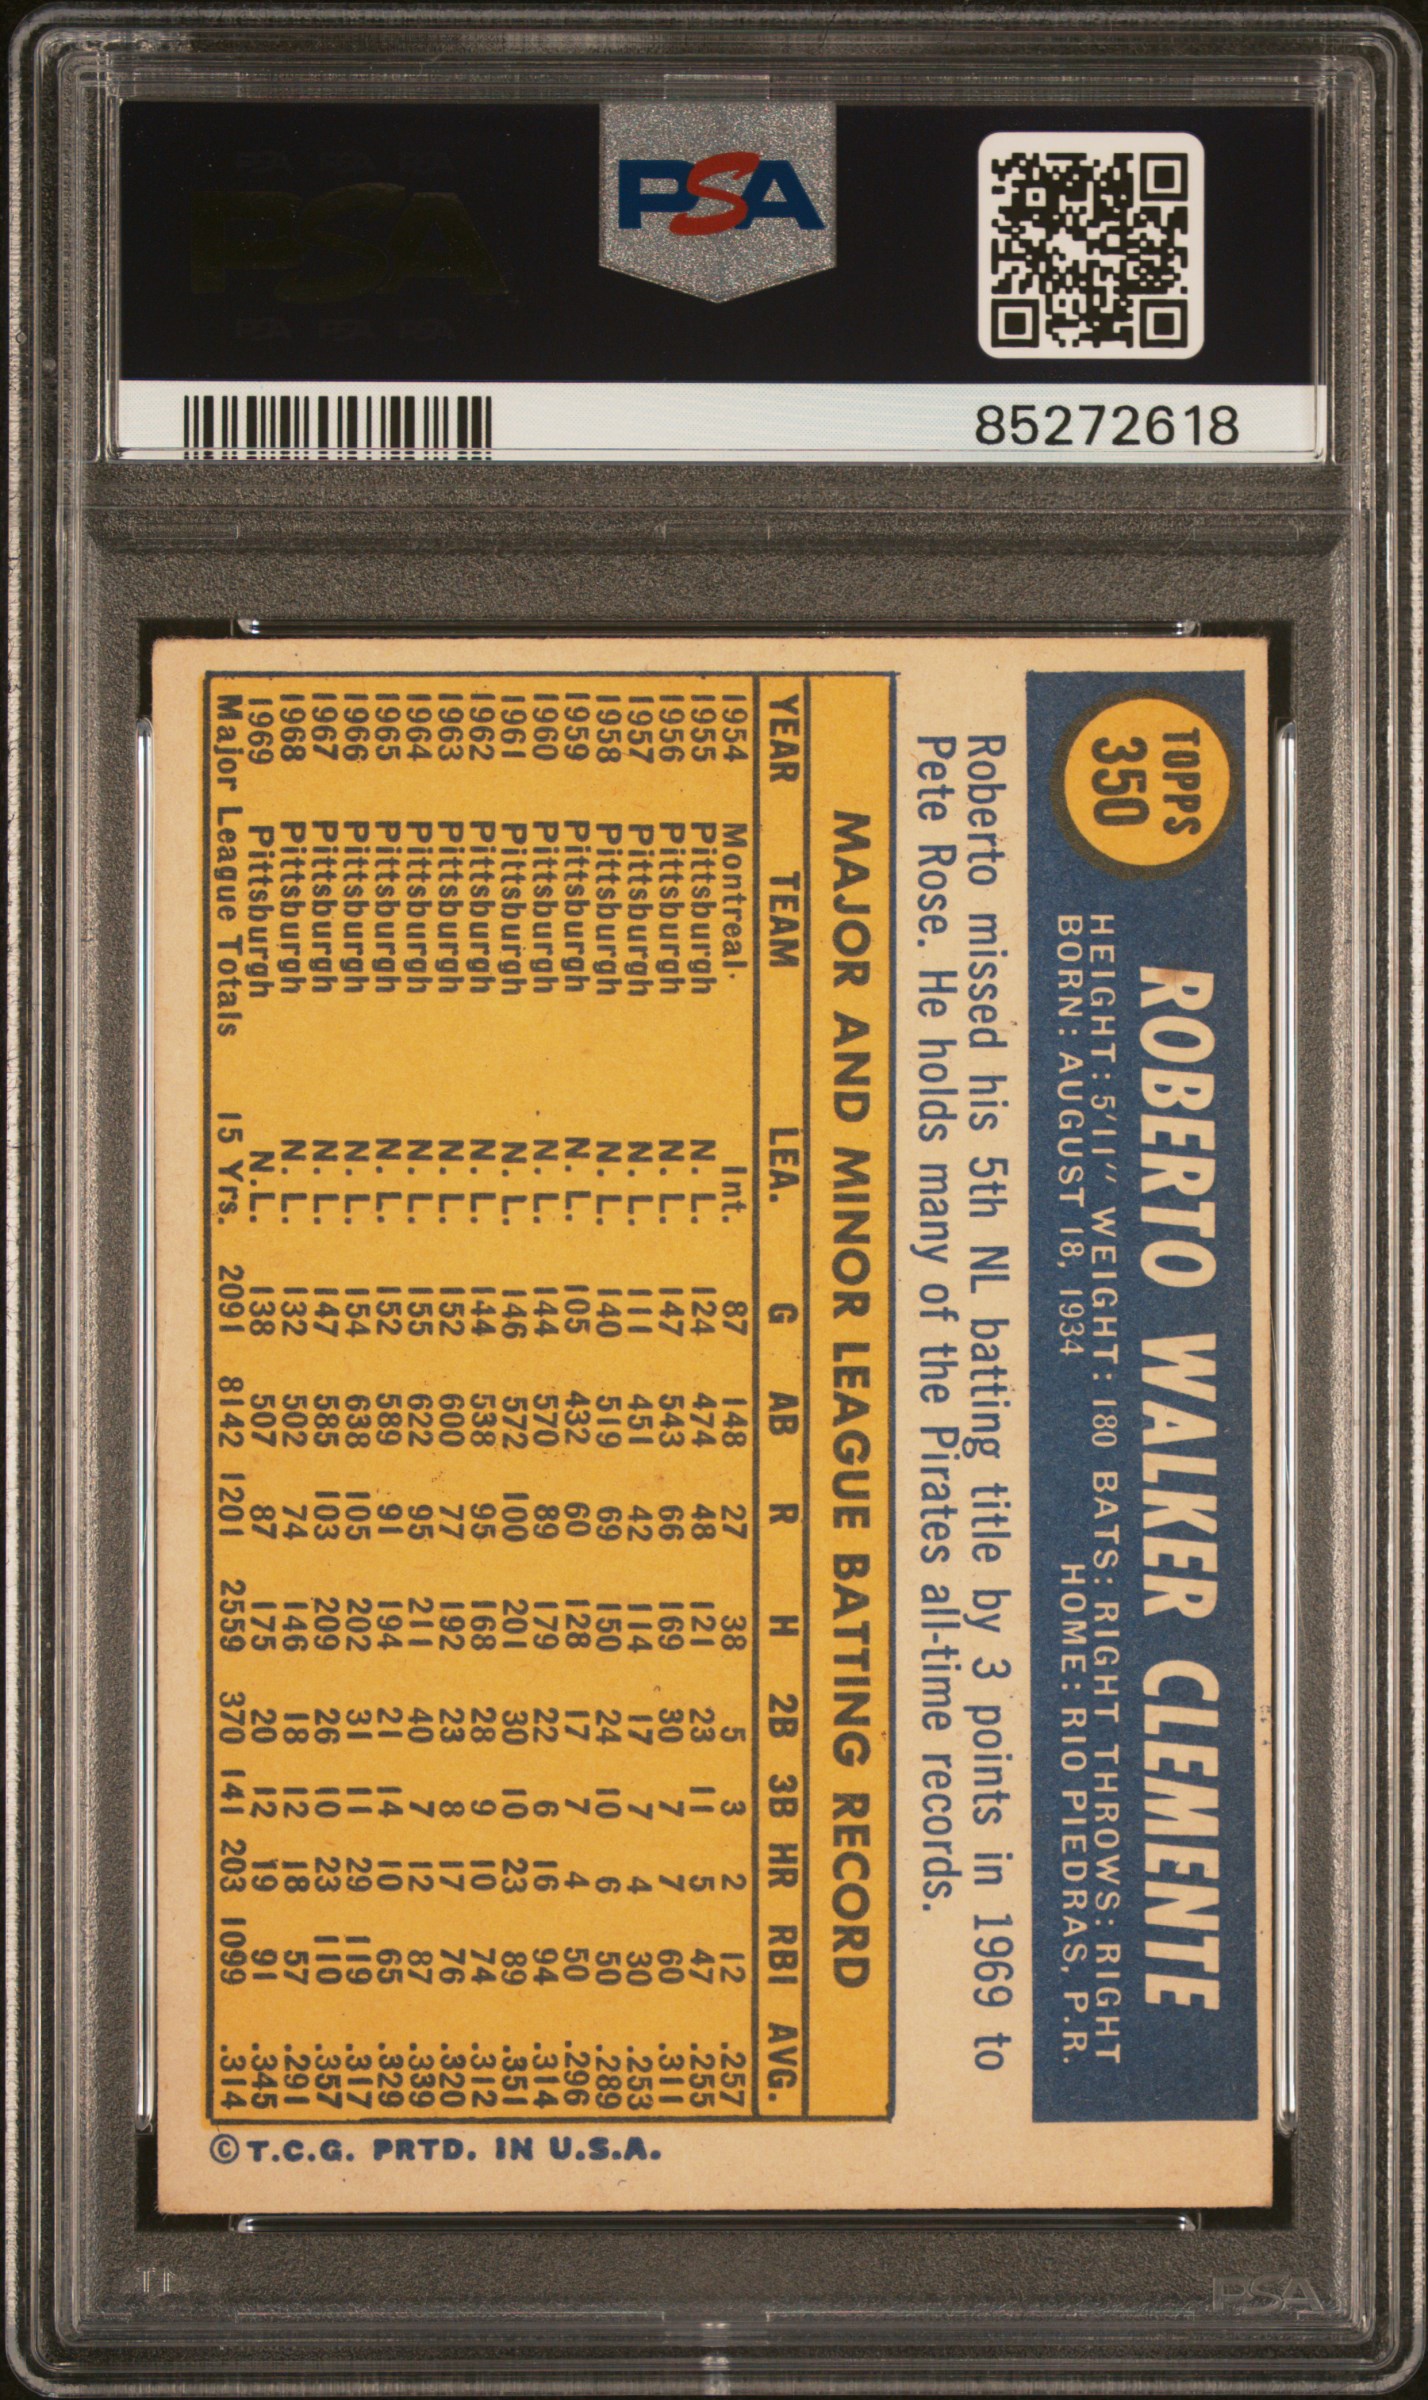 PSA
PSA
85272618
TOPPS
350
ROBERTO WALKER CLEMENTE
HEIGHT: 5'11" WEIGHT: 180 BATS: RIGHT THROWS: RIGHT
BORN: AUGUST 18, 1934 HOME: RIO PIEDRAS, P.R.
Roberto missed his 5th NL batting title by 3 points in 1969 to
Pete Rose. He holds many of the Pirates all-time records.
MAJOR AND MINOR LEAGUE BATTING RECORD
YEAR TEAM LEA. G AB R H 2B 3B HR RBI AVG.
1954 Montreal Int. 87 148 27 38 5 3 2 12 .257
1955 Pittsburgh N. L. 124 474 48 121 23 11 5 47 .255
1956 Pittsburgh N. L. 147 543 66 169 30 7 7 60 .311
1957 Pittsburgh N. L. 111 451 42 114 17 7 4 30 .253
1958 Pittsburgh N. L. 140 519 69 150 24 10 6 50 .289
1959 Pittsburgh N. L. 105 432 60 128 17 7 4 50 .296
1960 Pittsburgh N. L. 144 570 89 179 22 6 16 94 .314
1961 Pittsburgh N. L. 146 572 100 201 30 10 23 89 .351
1962 Pittsburgh N. L. 144 538 95 168 28 9 10 74 .312
1963 Pittsburgh N. L. 152 600 77 192 23 8 17 76 .320
1964 Pittsburgh N. L. 155 622 95 211 40 7 12 87 .339
1965 Pittsburgh N. L. 152 589 91 194 21 14 10 65 .329
1966 Pittsburgh N. L. 154 638 105 202 31 11 29 119 .317
1967 Pittsburgh N. L. 147 585 103 209 26 10 23 110 .357
1968 Pittsburgh N. L. 132 502 74 146 18 12 18 57 .291
1969 Pittsburgh N.L. 138 507 87 175 20 12 19 91 .345
Major League Totals 15 Yrs. 2091 8142 1201 2559 370 141 203 1099 .314
© T.C.G. PRTD. IN U.S.A.
PSA